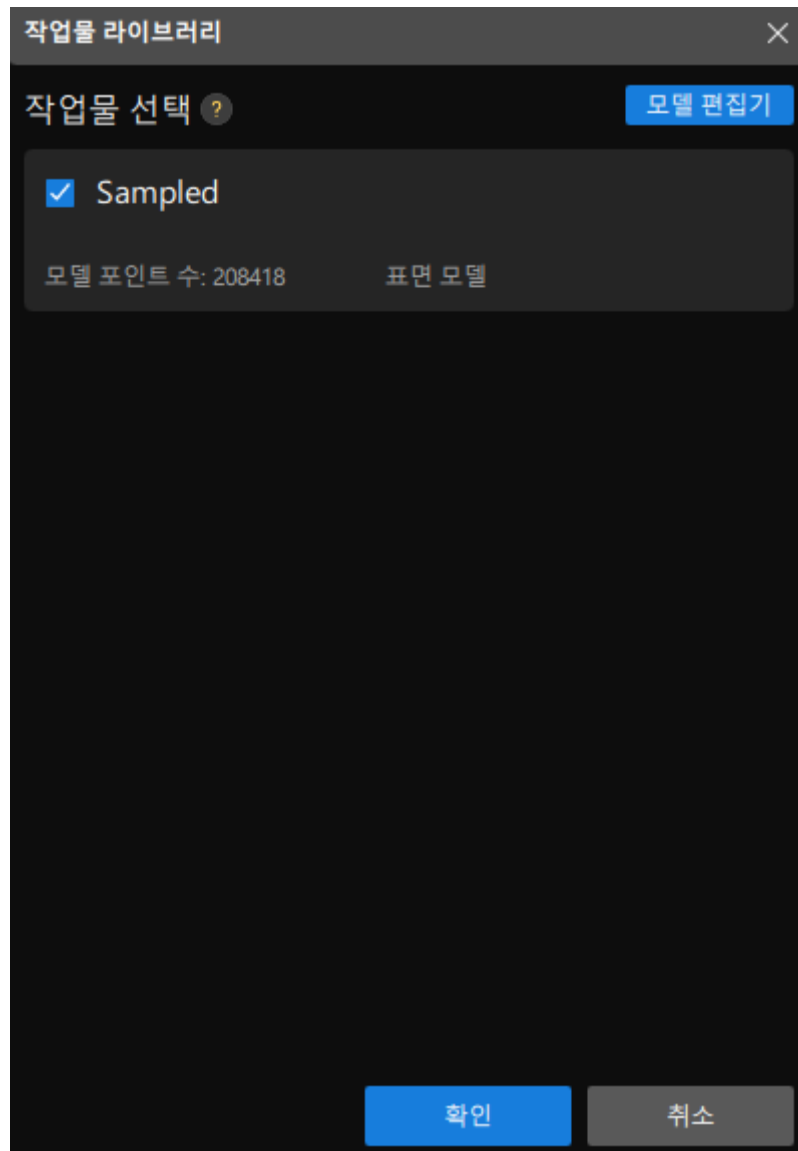 작업물 라이브러리
작업물 선택 ?
모델 편집기
Sampled
모델 포인트 수: 208418 표면 모델
확인 취소